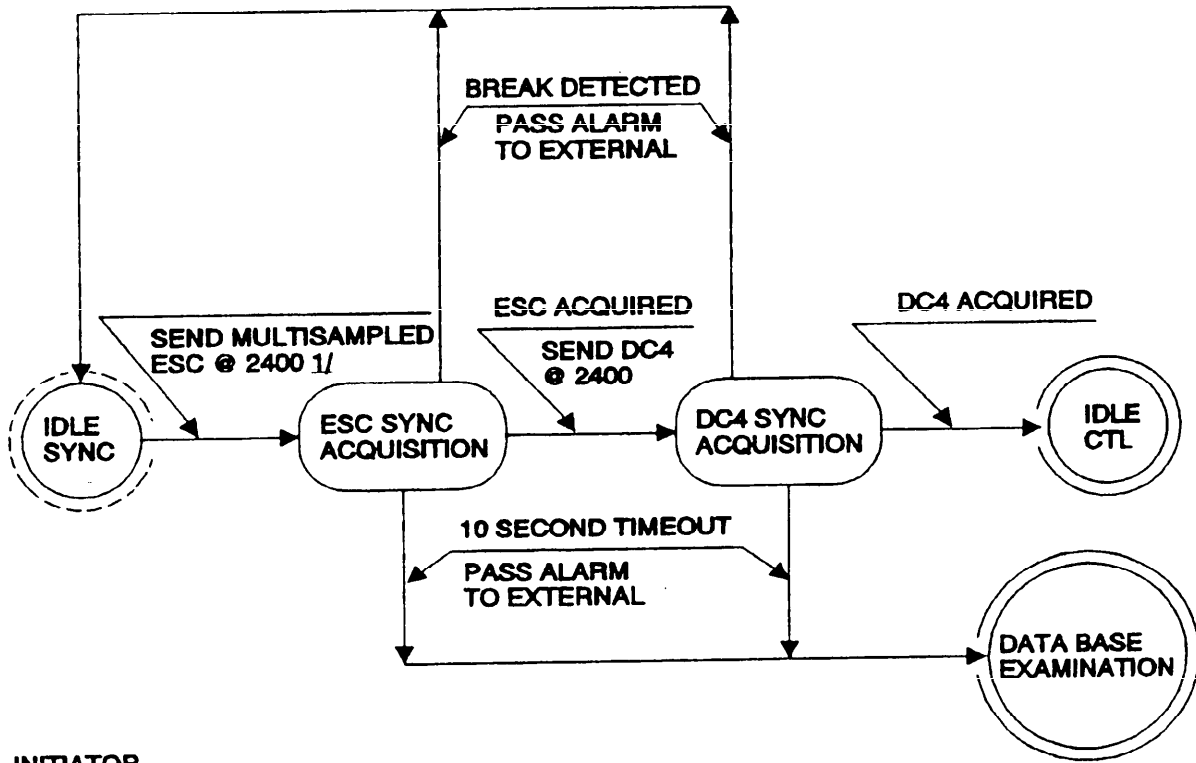 BREAK DETECTED
PASS ALARM
TO EXTERNAL
SEND MULTISAMPLED
ESC @ 2400 1/
ESC ACQUIRED
SEND DC4
@ 2400
DC4 ACQUIRED
IDLE
SYNC
ESC SYNC
ACQUISITION
DC4 SYNC
ACQUISITION
IDLE
CTL
10 SECOND TIMEOUT
PASS ALARM
TO EXTERNAL
DATA BASE
EXAMINATION
INITIATOR